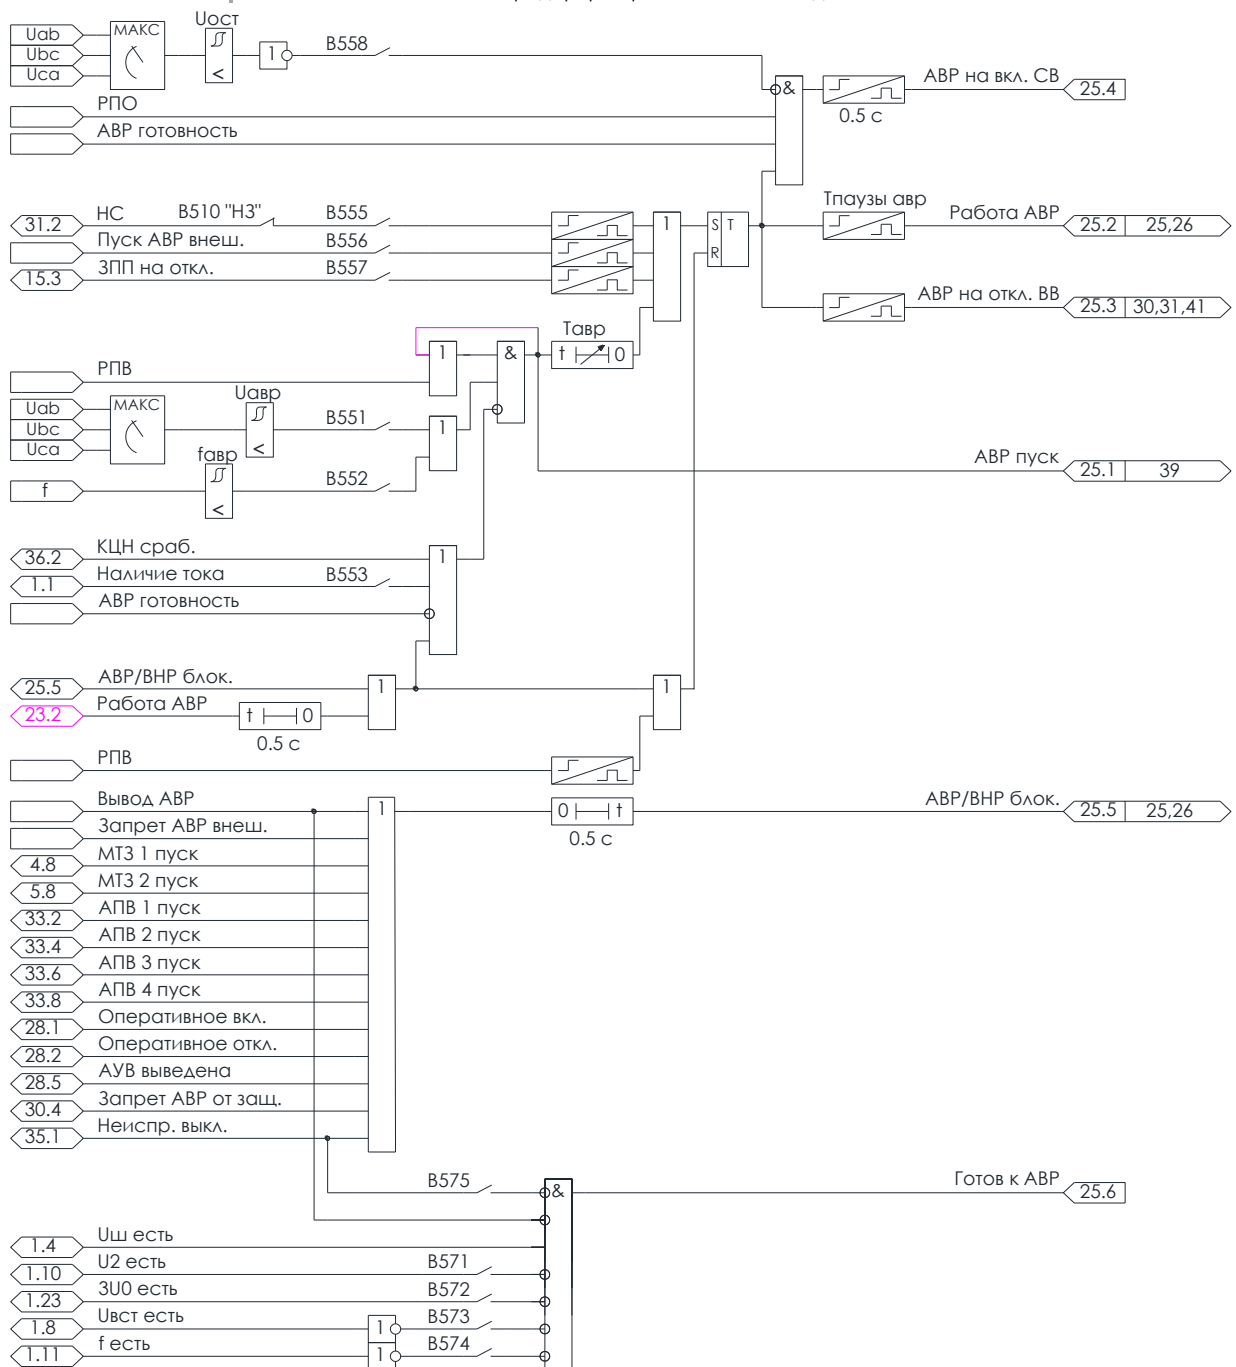 Uост
Uab
МАКС
Ubc
<
1
B558
Uca
&
АВР на вкл. СВ
25.4
РПО
0.5 с
АВР готовность
Тпаузы авр
31.2
НС
B510 "НЗ"
B555
1
S T
Работа АВР
25.2
25,26
Пуск АВР внеш.
B556
R
15.3
ЗПП на откл.
B557
АВР на откл. ВВ
25.3
30,31,41
Тавр
1
&
t
0
РПВ
Uавр
Uab
МАКС
Ubc
<
B551
1
Uca
fавр
АВР пуск
25.1
39
f
<
B552
36.2
КЦН сраб.
1
1.1
Наличие тока
B553
АВР готовность
25.5
АВР/ВНР блок.
1
1
23.2
Работа АВР
t
0
0.5 с
РПВ
Вывод АВР
1
0
t
АВР/ВНР блок.
25.5
25,26
0.5 с
Запрет АВР внеш.
4.8
МТЗ 1 пуск
5.8
МТЗ 2 пуск
33.2
АПВ 1 пуск
33.4
АПВ 2 пуск
33.6
АПВ 3 пуск
33.8
АПВ 4 пуск
28.1
Оперативное вкл.
28.2
Оперативное откл.
28.5
АУВ выведена
30.4
Запрет АВР от защ.
35.1
Неиспр. выкл.
B575
&
Готов к АВР
25.6
1.4
Uш есть
1.10
U2 есть
B571
1.23
3U0 есть
B572
1.8
Uвст есть
1
B573
1.11
f есть
1
B574